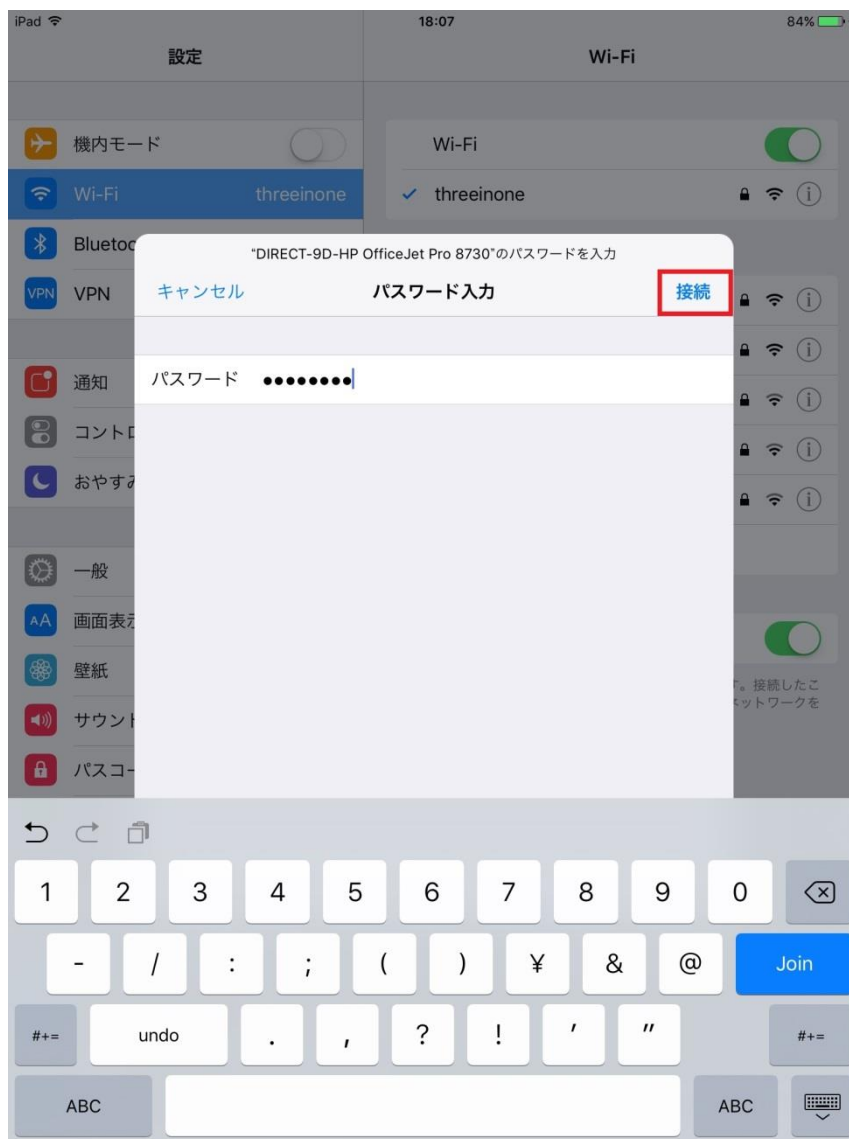 iPad 18:07 84%
設定 Wi-Fi
機内モード
Wi-Fi
Wi-Fi threeinone
threeinone
Bluetoo
"DIRECT-9D-HP OfficeJet Pro 8730"のパスワードを入力
キャンセル パスワード入力 接続
VPN VPN
パスワード ●●●●●●●●
通知
コントロ
おやすみ
一般
AA 画面表示
壁紙
す。接続したこ
ネットワークを
サウンド
パスコー
1 2 3 4 5 6 7 8 9 0
- / : ; ( ) ¥ & @ Join
#+= undo . , ? ! ' " #+=
ABC ABC